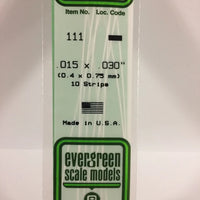 Item No. Loc. Code
111
.015 x .030"
(0.4 x 0.75 mm)
10 Strips
Made in U.S.A.
evergreen
scale models